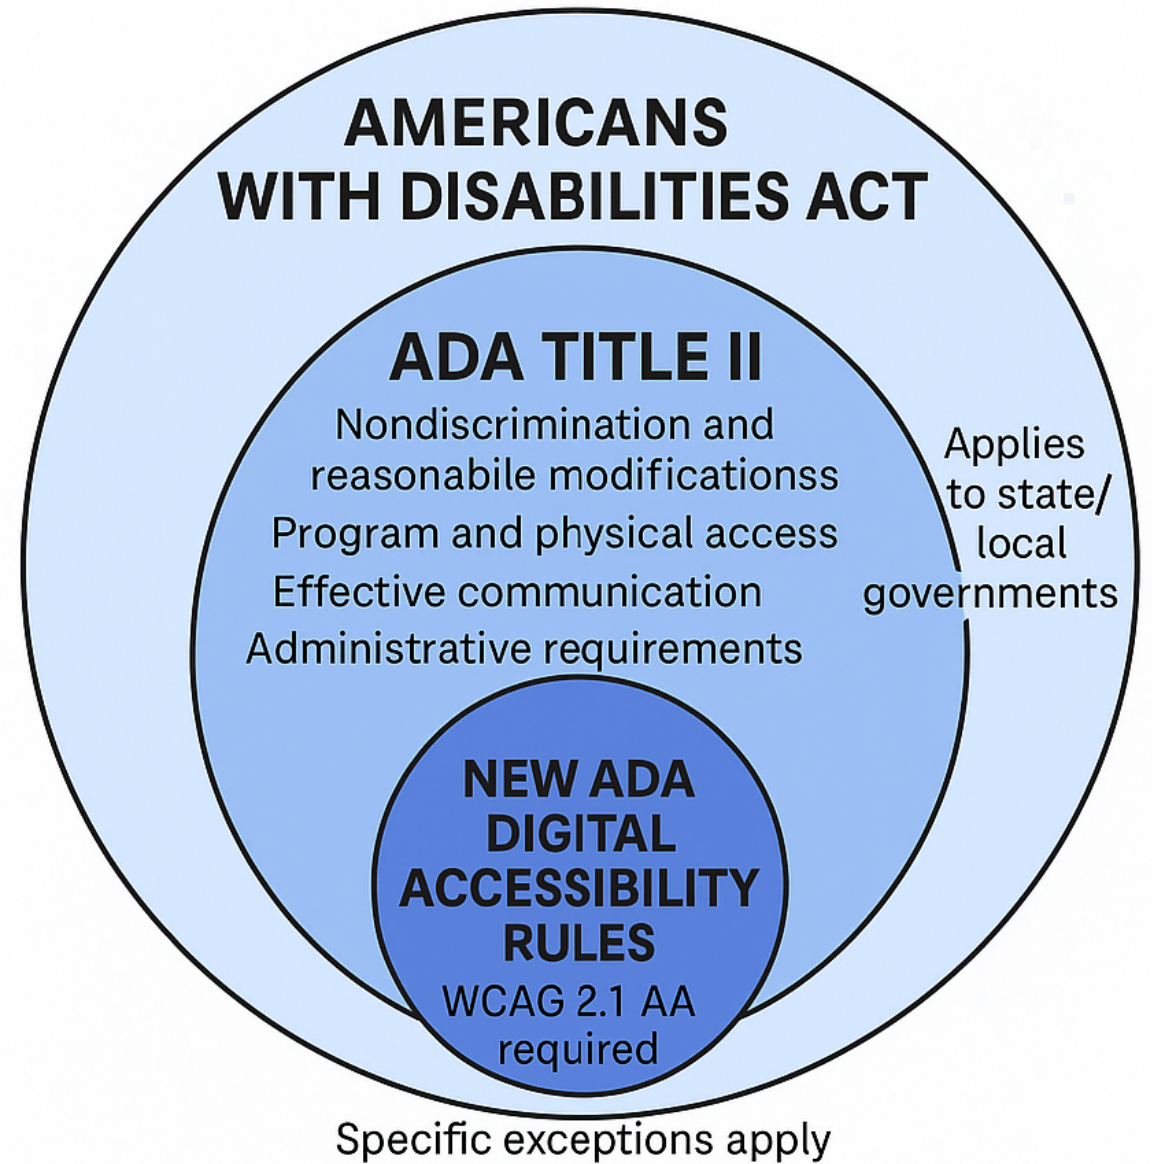 AMERICANS
WITH DISABILITIES ACT
ADA TITLE II
Nondiscrimination and
reasonabile modificationss
Program and physical access
Effective communication
Administrative requirements
Applies
to state/
local
governments
NEW ADA
DIGITAL
ACCESSIBILITY
RULES
WCAG 2.1 AA
required
Specific exceptions apply